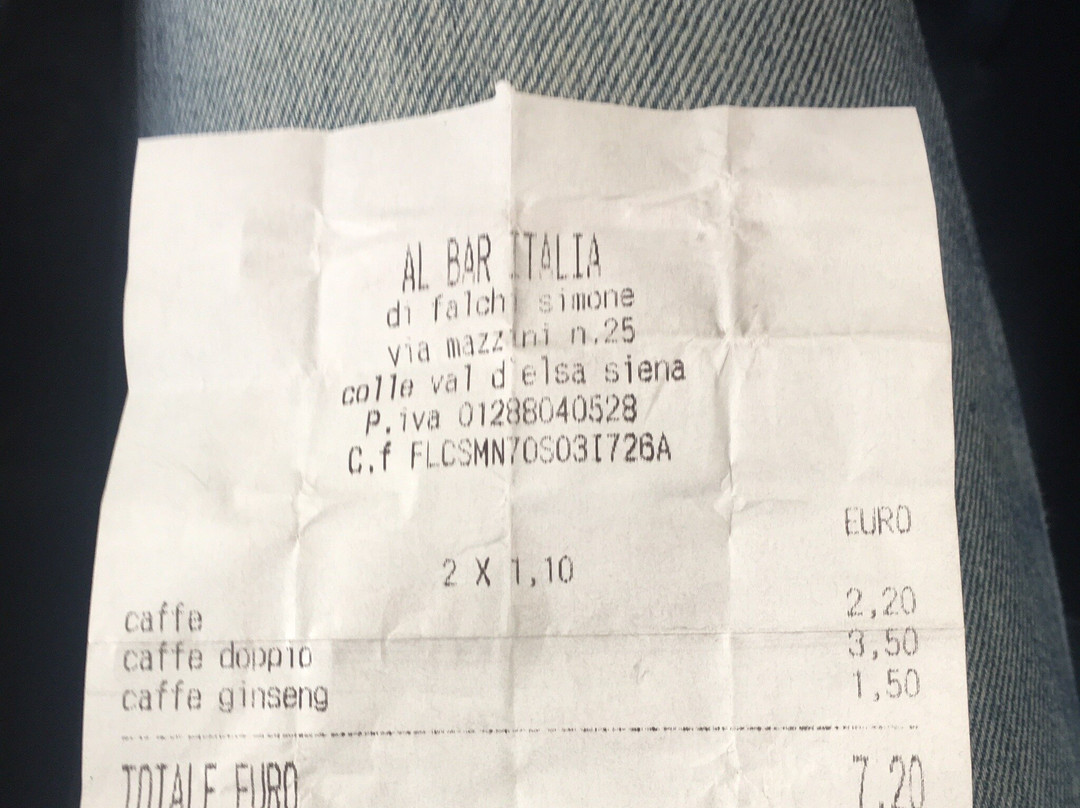 AL BAR ITALIA
di falchi simone
via mazzini n.25
colle val d'elsa siena
P.iva 01288040528
C.f FLCSMN70S03I726A
EURO
2 X 1,10
caffe 2,20
caffe doppio 3,50
caffe ginseng 1,50
TOTALE EURO 7,20